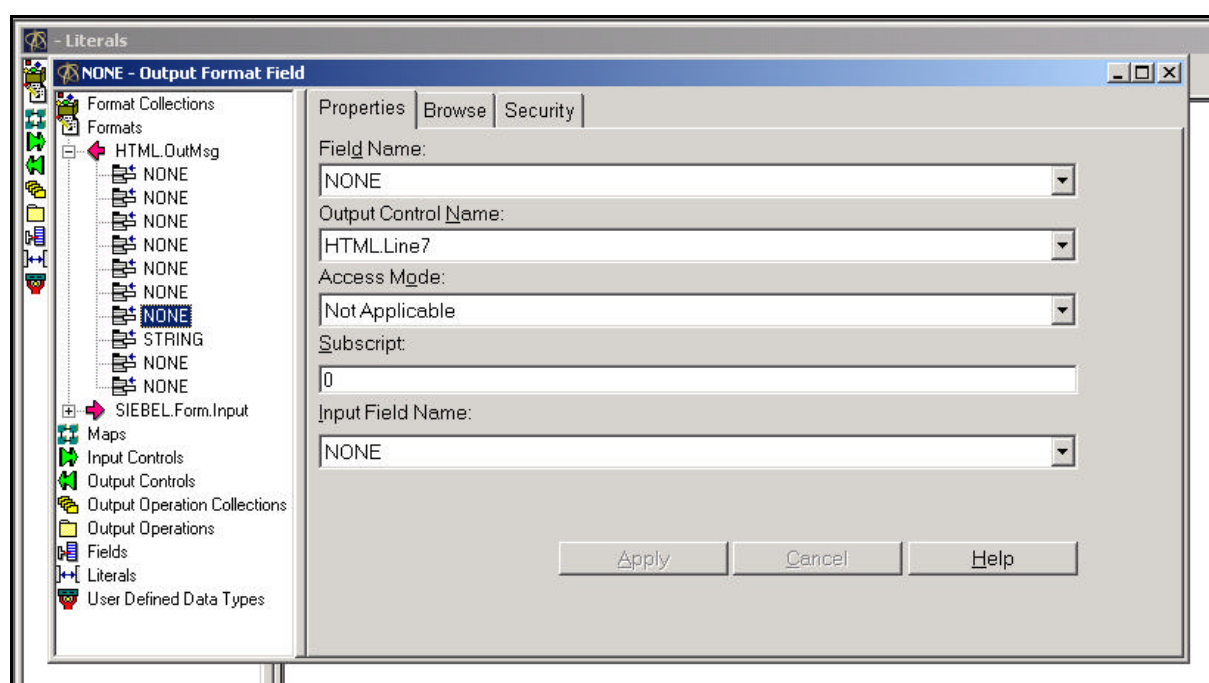 - Literals
NONE - Output Format Field
Format Collections
Formats
HTML.OutMsg
NONE
NONE
NONE
NONE
NONE
NONE
NONE
STRING
NONE
NONE
SIEBEL.Form.Input
Maps
Input Controls
Output Controls
Output Operation Collections
Output Operations
Fields
Literals
User Defined Data Types
Properties Browse Security
Field Name:
NONE
Output Control Name:
HTML.Line7
Access Mode:
Not Applicable
Subscript:
0
Input Field Name:
NONE
Apply Cancel Help